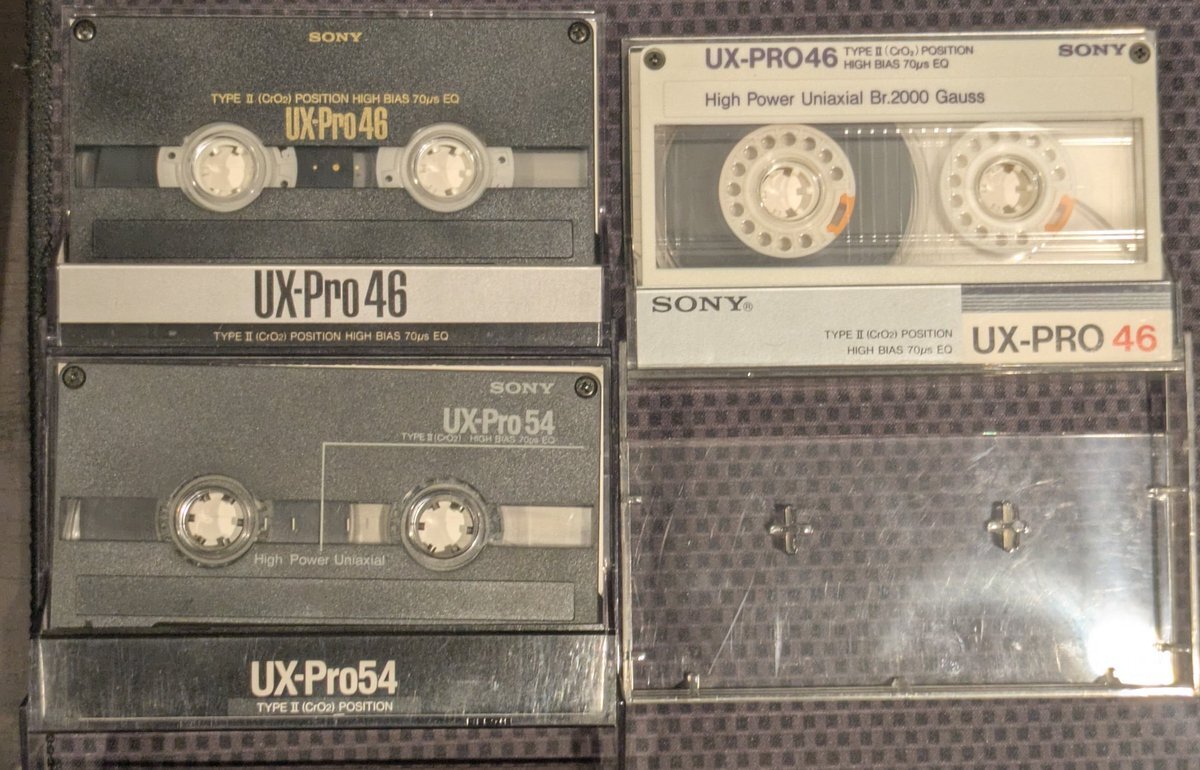 SONY
TYPE II (CrO₂) POSITION HIGH BIAS 70µs EQ
UX-Pro 46
UX-Pro 46
TYPE II (CrO₂) POSITION HIGH BIAS 70µs EQ
SONY
UX-Pro 54
TYPE II (CrO₂) HIGH BIAS 70µs EQ
High Power Uniaxial
UX-Pro54
TYPE II (CrO₂) POSITION
UX-PRO46 TYPE II (CrO₂) POSITION SONY
HIGH BIAS 70µs EQ
High Power Uniaxial Br.2000 Gauss
SONY®
TYPE II (CrO₂) POSITION
HIGH BIAS 70µs EQ
UX-PRO 46